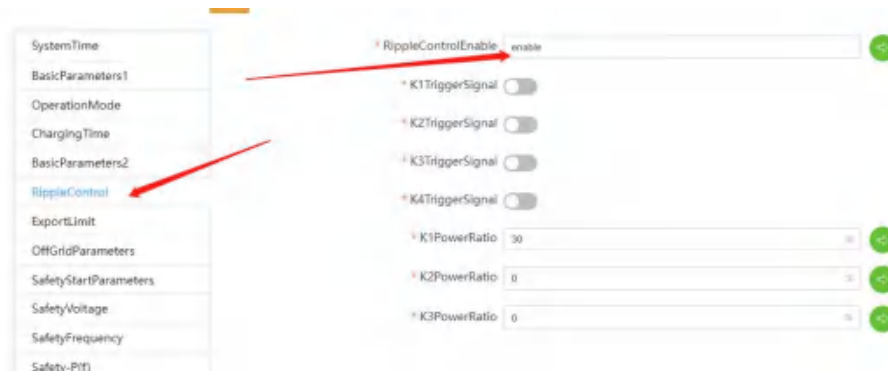 SystemTime
BasicParameters1
OperationMode
ChargingTime
BasicParameters2
RippleControl
ExportLimit
OffGridParameters
SafetyStartParameters
SafetyVoltage
SafetyFrequency
Safety-P(f)
* RippleControlEnable enable
* K1TriggerSignal
* K2TriggerSignal
* K3TriggerSignal
* K4TriggerSignal
* K1PowerRatio 30
* K2PowerRatio 0
* K3PowerRatio 0